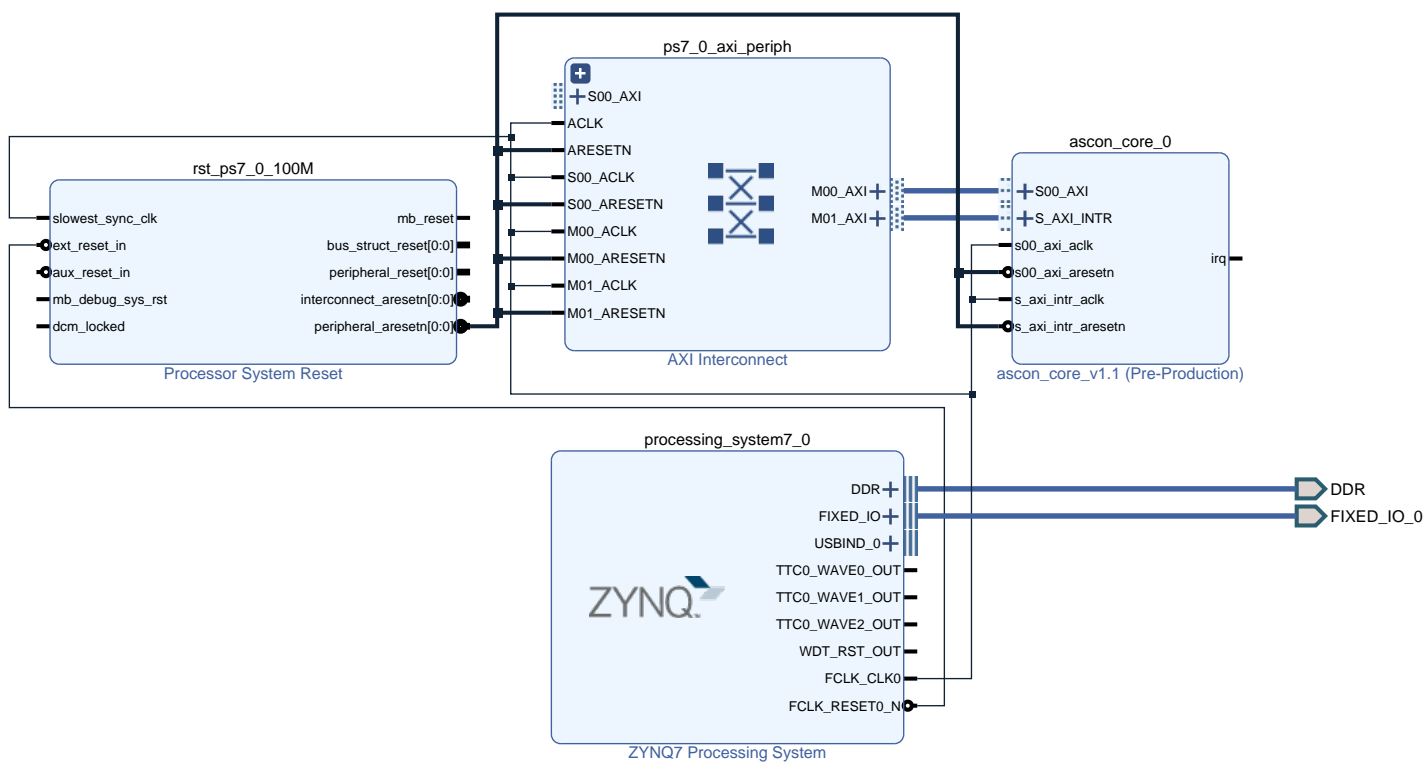 ps7_0_axi_periph
S00_AXI
ACLK
ARESETN
S00_ACLK
S00_ARESETN
M00_ACLK
M00_ARESETN
M01_ACLK
M01_ARESETN
M00_AXI
M01_AXI
AXI Interconnect
rst_ps7_0_100M
slowest_sync_clk
ext_reset_in
aux_reset_in
mb_debug_sys_rst
dcm_locked
mb_reset
bus_struct_reset[0:0]
peripheral_reset[0:0]
interconnect_aresetn[0:0]
peripheral_aresetn[0:0]
Processor System Reset
ascon_core_0
S00_AXI
S_AXI_INTR
s00_axi_aclk
s00_axi_aresetn
s_axi_intr_aclk
s_axi_intr_aresetn
irq
ascon_core_v1.1 (Pre-Production)
processing_system7_0
ZYNQ
DDR
FIXED_IO
USBIND_0
TTC0_WAVE0_OUT
TTC0_WAVE1_OUT
TTC0_WAVE2_OUT
WDT_RST_OUT
FCLK_CLK0
FCLK_RESET0_N
ZYNQ7 Processing System
DDR
FIXED_IO_0